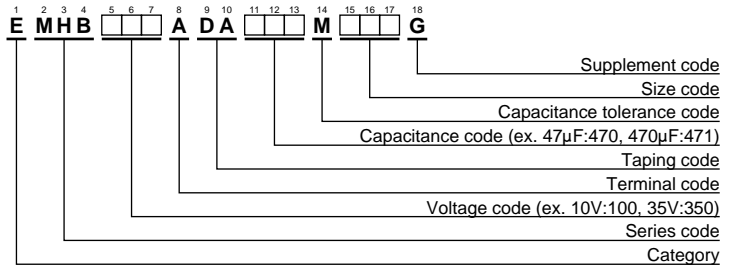 1 2 3 4 5 6 7 8 9 10 11 12 13 14 15 16 17 18
E MHB A DA M G
Supplement code
Size code
Capacitance tolerance code
Capacitance code (ex. 47µF:470, 470µF:471)
Taping code
Terminal code
Voltage code (ex. 10V:100, 35V:350)
Series code
Category